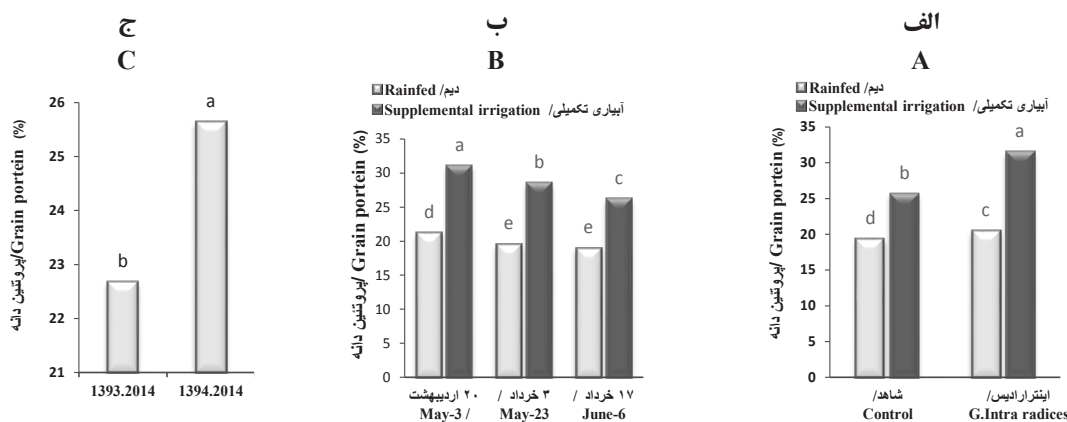 ج
C
26
25
24
23
22
21
پروتئین دانه/Grain portein (%)
b
a
1393.2014
1394.2014
ب
B
Rainfed /دیم
Supplemental irrigation /آبیاری تکمیلی
35
30
25
20
15
10
5
0
پروتئین دانه/ Grain portein (%)
d
a
e
b
e
c
۲۰ اردیبهشت
May-3 /
۳ خرداد /
May-23
۱۷ خرداد /
June-6
الف
A
Rainfed /دیم
Supplemental irrigation /آبیاری تکمیلی
35
30
25
20
15
10
5
0
پروتئین دانه/ Grain portein (%)
d
b
c
a
شاهد/
Control
اینترارادیس/
G.Intra radices